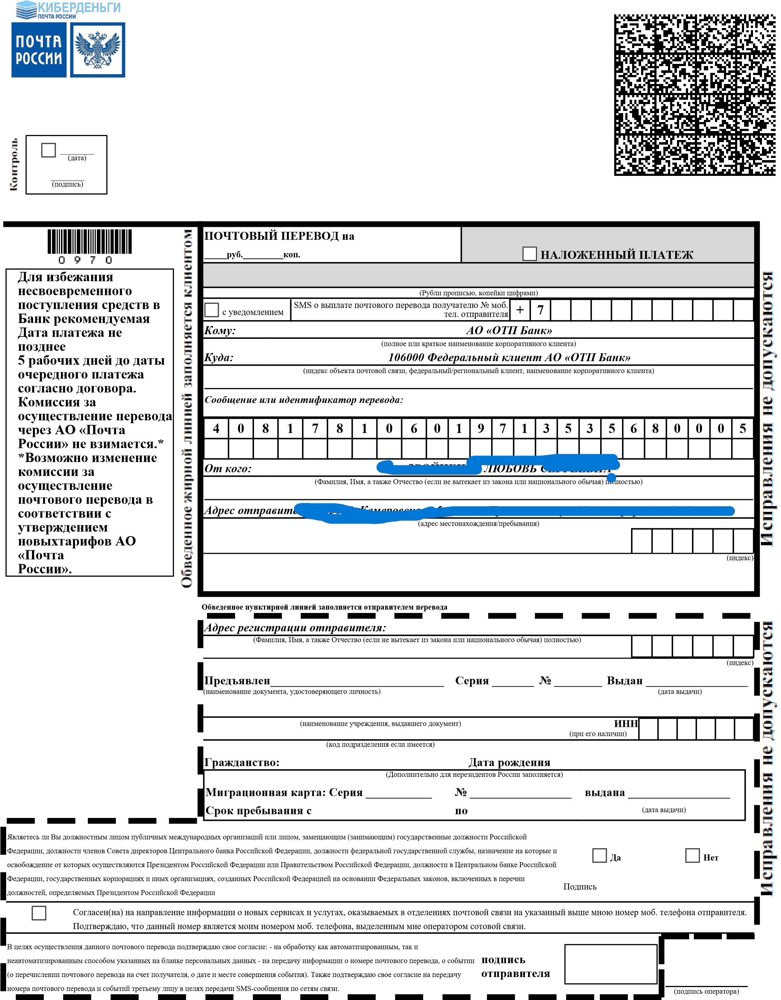 КИБЕРДЕНЬГИ
ПОЧТА РОССИИ
ПОЧТА
РОССИИ
Контроль
(дата)
(подпись)
0970
Для избежания
несвоевременного
поступления средств в
Банк рекомендуемая
Дата платежа не
позднее
5 рабочих дней до даты
очередного платежа
согласно договора.
Комиссия за
осуществление перевода
через АО «Почта
России» не взимается.*
*Возможно изменение
комиссии за
осуществление
почтового перевода в
соответствии с
утверждением
новыхтарифов АО
«Почта
России».
Обведенное жирной линией заполняется клиентом
ПОЧТОВЫЙ ПЕРЕВОД на
_____руб._________коп.
НАЛОЖЕННЫЙ ПЛАТЕЖ
(Рубли прописью, копейки цифрами)
с уведомлением
SMS о выплате почтового перевода получателю № моб.
тел. отправителя
+ 7
Кому: АО «ОТП Банк»
(полное или краткое наименование корпоративного клиента)
Куда: 106000 Федеральный клиент АО «ОТП Банк»
(индекс объекта почтовой связи, федеральный/региональный клиент, наименование корпоративного клиента)
Сообщение или идентификатор перевода:
4 0 8 1 7 8 1 0 6 0 1 9 7 1 3 5 3 5 6 8 0 0 0 5
От кого: ЛЮБОВЬ
(Фамилия, Имя, а также Отчество (если не вытекает из закона или национального обычая) полностью)
Адрес
(адрес местонахождения/пребывания)
(индекс)
Исправления не допускаются
Обведенное пунктирной линией заполняется отправителем перевода
Адрес регистрации отправителя:
(Фамилия, Имя, а также Отчество (если не вытекает из закона или национального обычая) полностью)
(индекс)
Предъявлен Серия № Выдан
(наименование документа, удостоверяющего личность) (дата выдачи)
(наименование учреждения, выдавшего документ)
ИНН
(при его наличии)
(код подразделения если имеется)
Гражданство: Дата рождения
(Дополнительно для нерезидентов России заполняется)
Миграционная карта: Серия № выдана
Срок пребывания с по (дата выдачи)
Исправления не допускаются
Являетесь ли Вы должностным лицом публичных международных организаций или лицом, замещающим (занимающим) государственные должности Российской
Федерации, должности членов Совета директоров Центрального банка Российской Федерации, должности федеральной государственной службы, назначение на которые и
освобождение от которых осуществляются Президентом Российской Федерации или Правительством Российской Федерации, должности в Центральном банке Российской
Федерации, государственных корпорациях и иных организациях, созданных Российской Федерацией на основании Федеральных законов, включенных в перечни
должностей, определяемых Президентом Российской Федерации
Да Нет
Подпись
Согласен(на) на направление информации о новых сервисах и услугах, оказываемых в отделениях почтовой связи на указанный выше мною номер моб. телефона отправителя.
Подтверждаю, что данный номер является моим номером моб. телефона, выделенным мне оператором сотовой связи.
В целях осуществления данного почтового перевода подтверждаю свое согласие: - на обработку как автоматизированным, так и
неавтоматизированным способом указанных на бланке персональных данных - на передачу информации о номере почтового перевода, о событии
(о перечислении почтового перевода на счет получателя, о дате и месте совершения события). Также подтверждаю свое согласие на передачу
номера почтового перевода и событий третьему лицу в целях передачи SMS-сообщения по сетям связи.
подпись
отправителя
(подпись оператора)